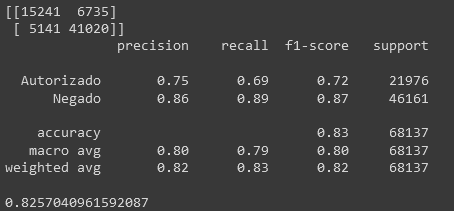 [[15241  6735]
 [ 5141 41020]]
              precision    recall  f1-score   support

  Autorizado       0.75      0.69      0.72     21976
      Negado       0.86      0.89      0.87     46161

    accuracy                           0.83     68137
   macro avg       0.80      0.79      0.80     68137
weighted avg       0.82      0.83      0.82     68137

0.8257040961592087